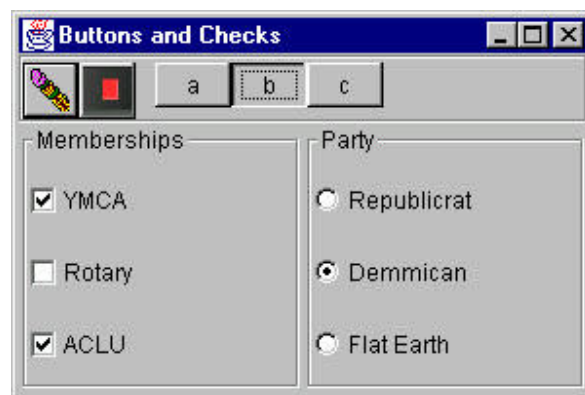 Buttons and Checks
a b c
Memberships Party
YMCA Republicrat
Rotary Demmican
ACLU Flat Earth